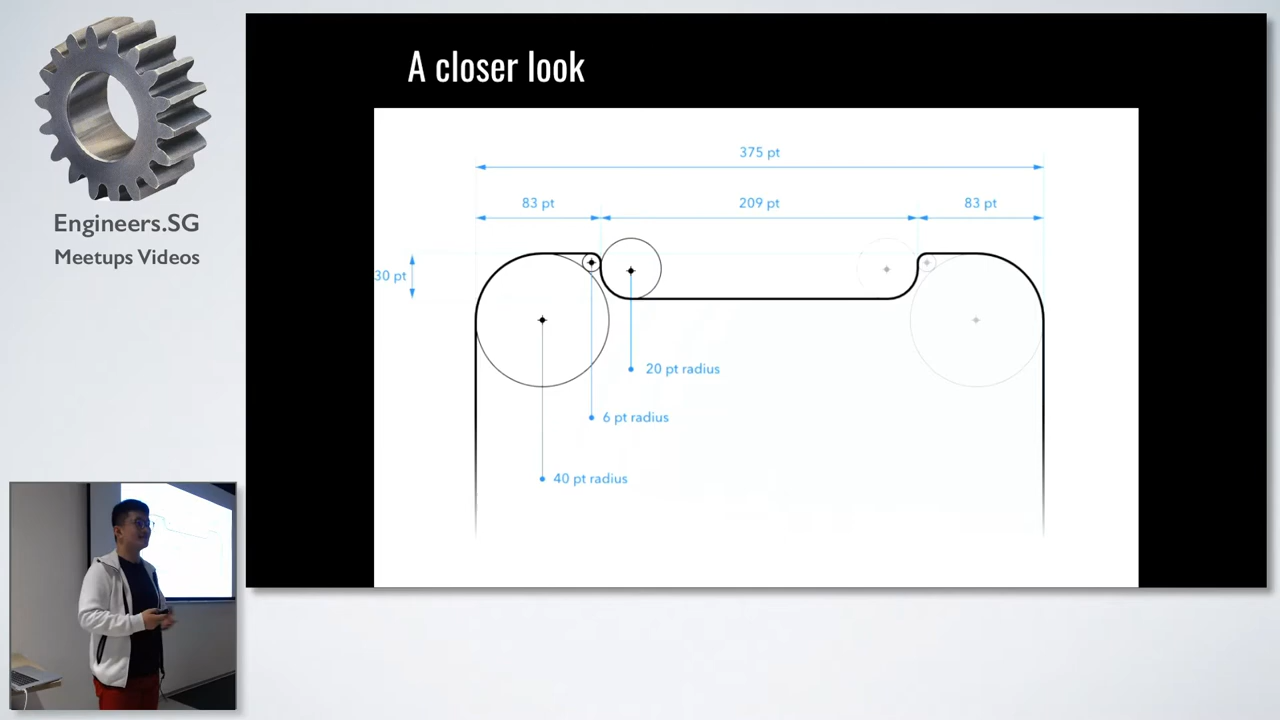 Engineers.SG
Meetups Videos
A closer look
375 pt
83 pt
209 pt
83 pt
30 pt
20 pt radius
6 pt radius
40 pt radius